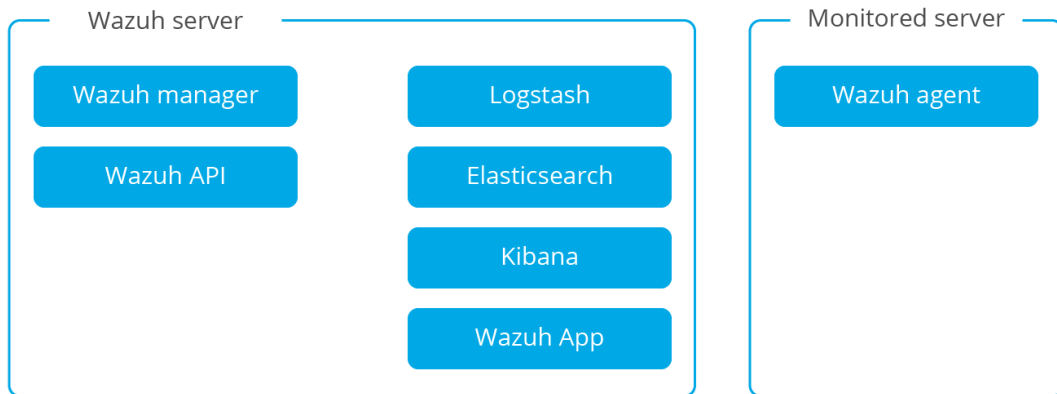 Wazuh server
Wazuh manager
Wazuh API
Logstash
Elasticsearch
Kibana
Wazuh App
Monitored server
Wazuh agent